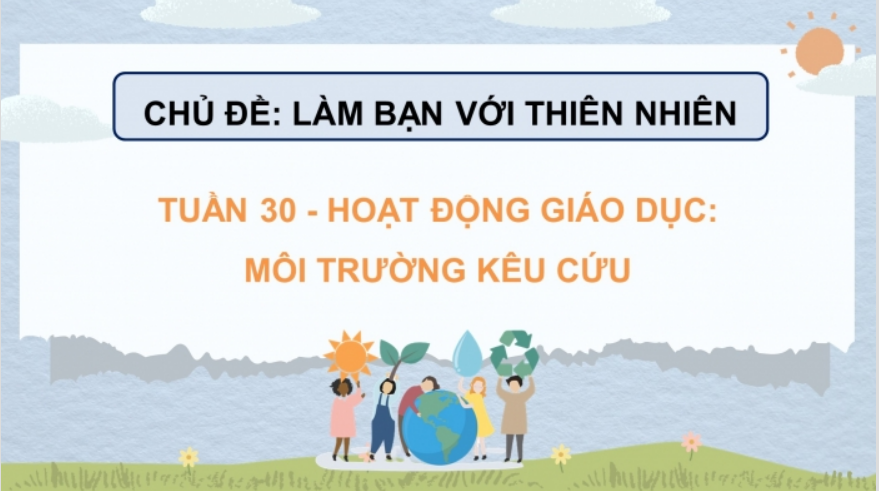 CHỦ ĐỀ: LÀM BẠN VỚI THIÊN NHIÊN
TUẦN 30 - HOẠT ĐỘNG GIÁO DỤC:
MÔI TRƯỜNG KÊU CỨU